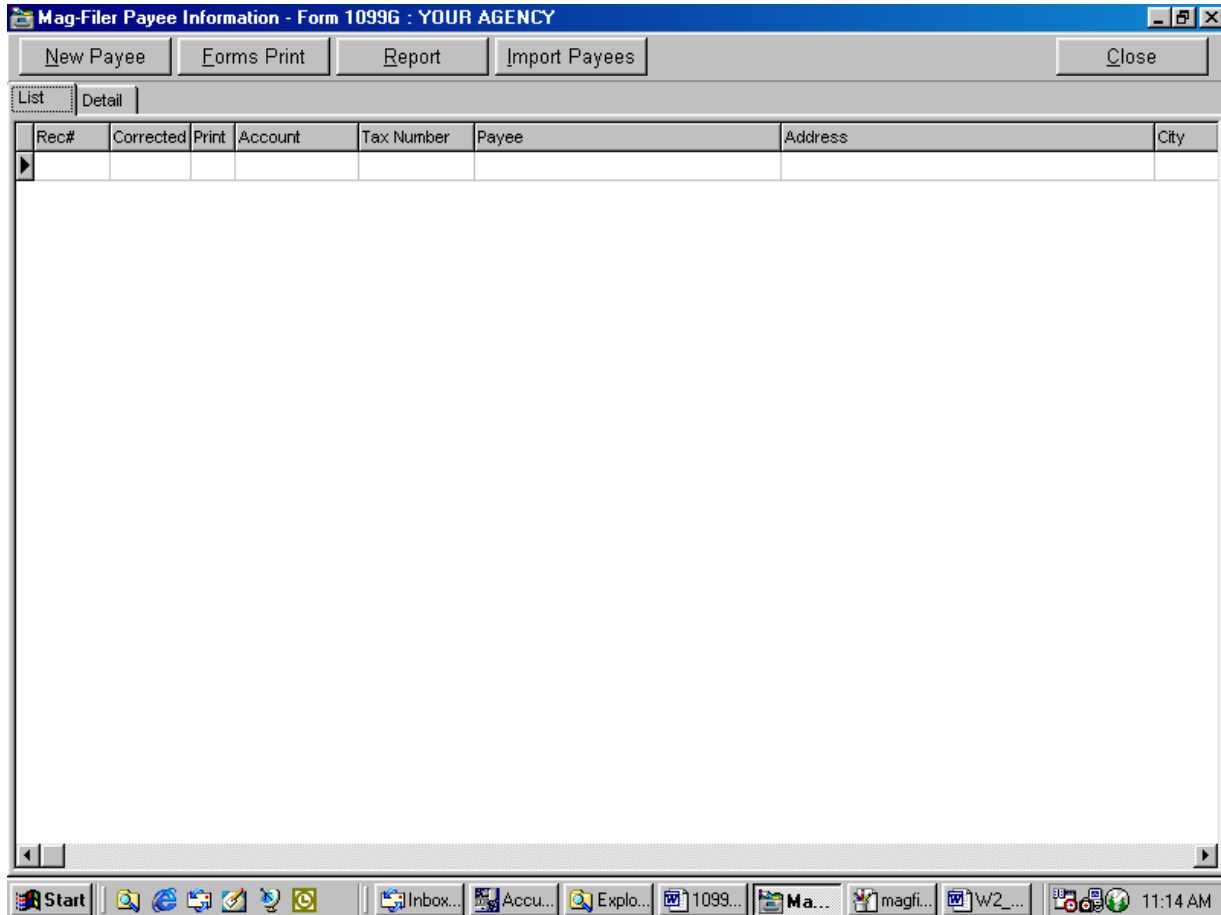 Mag-Filer Payee Information - Form 1099G : YOUR AGENCY
New Payee Forms Print Report Import Payees Close
List Detail
Rec# Corrected Print Account Tax Number Payee Address City
Start Inbox... Accu... Explo... 1099... Ma... magfi... W2_... 11:14 AM